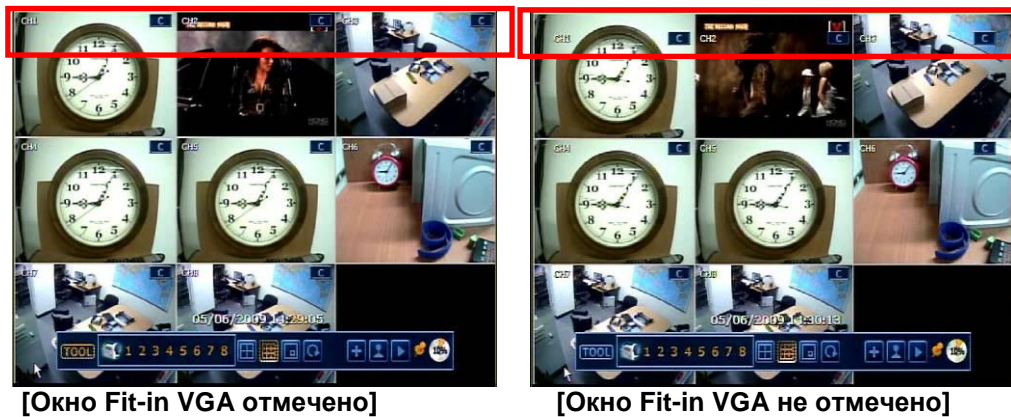 CH1 C CH2 C CH3 C
CH4 C CH5 C CH6 C
CH7 C CH8 C
05/06/2009 14:29:05
TOOL 1 2 3 4 5 6 7 8
[Окно Fit-in VGA отмечено]
CH1 C CH2 C CH3 C
CH4 C CH5 C CH6 C
CH7 C CH8 C
05/06/2009 14:30:13
TOOL 1 2 3 4 5 6 7 8
[Окно Fit-in VGA не отмечено]